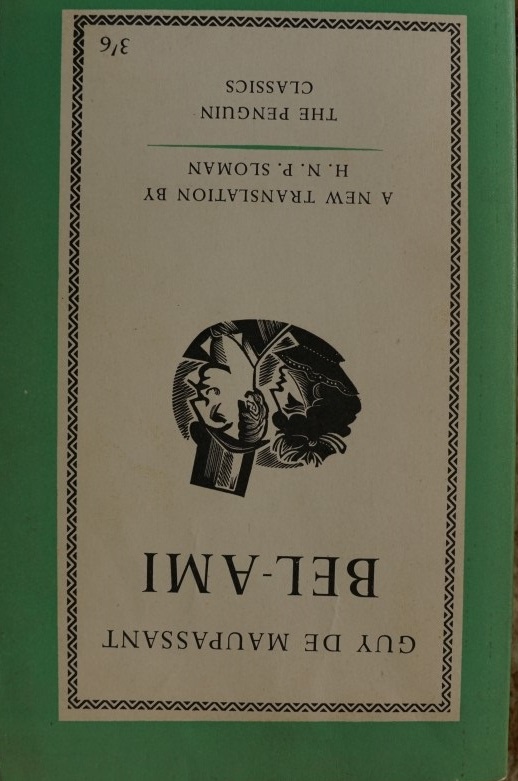 GUY DE MAUPASSANT
BEL-AMI
A NEW TRANSLATION BY
H. N. P. SLOMAN
THE PENGUIN
CLASSICS
3/6